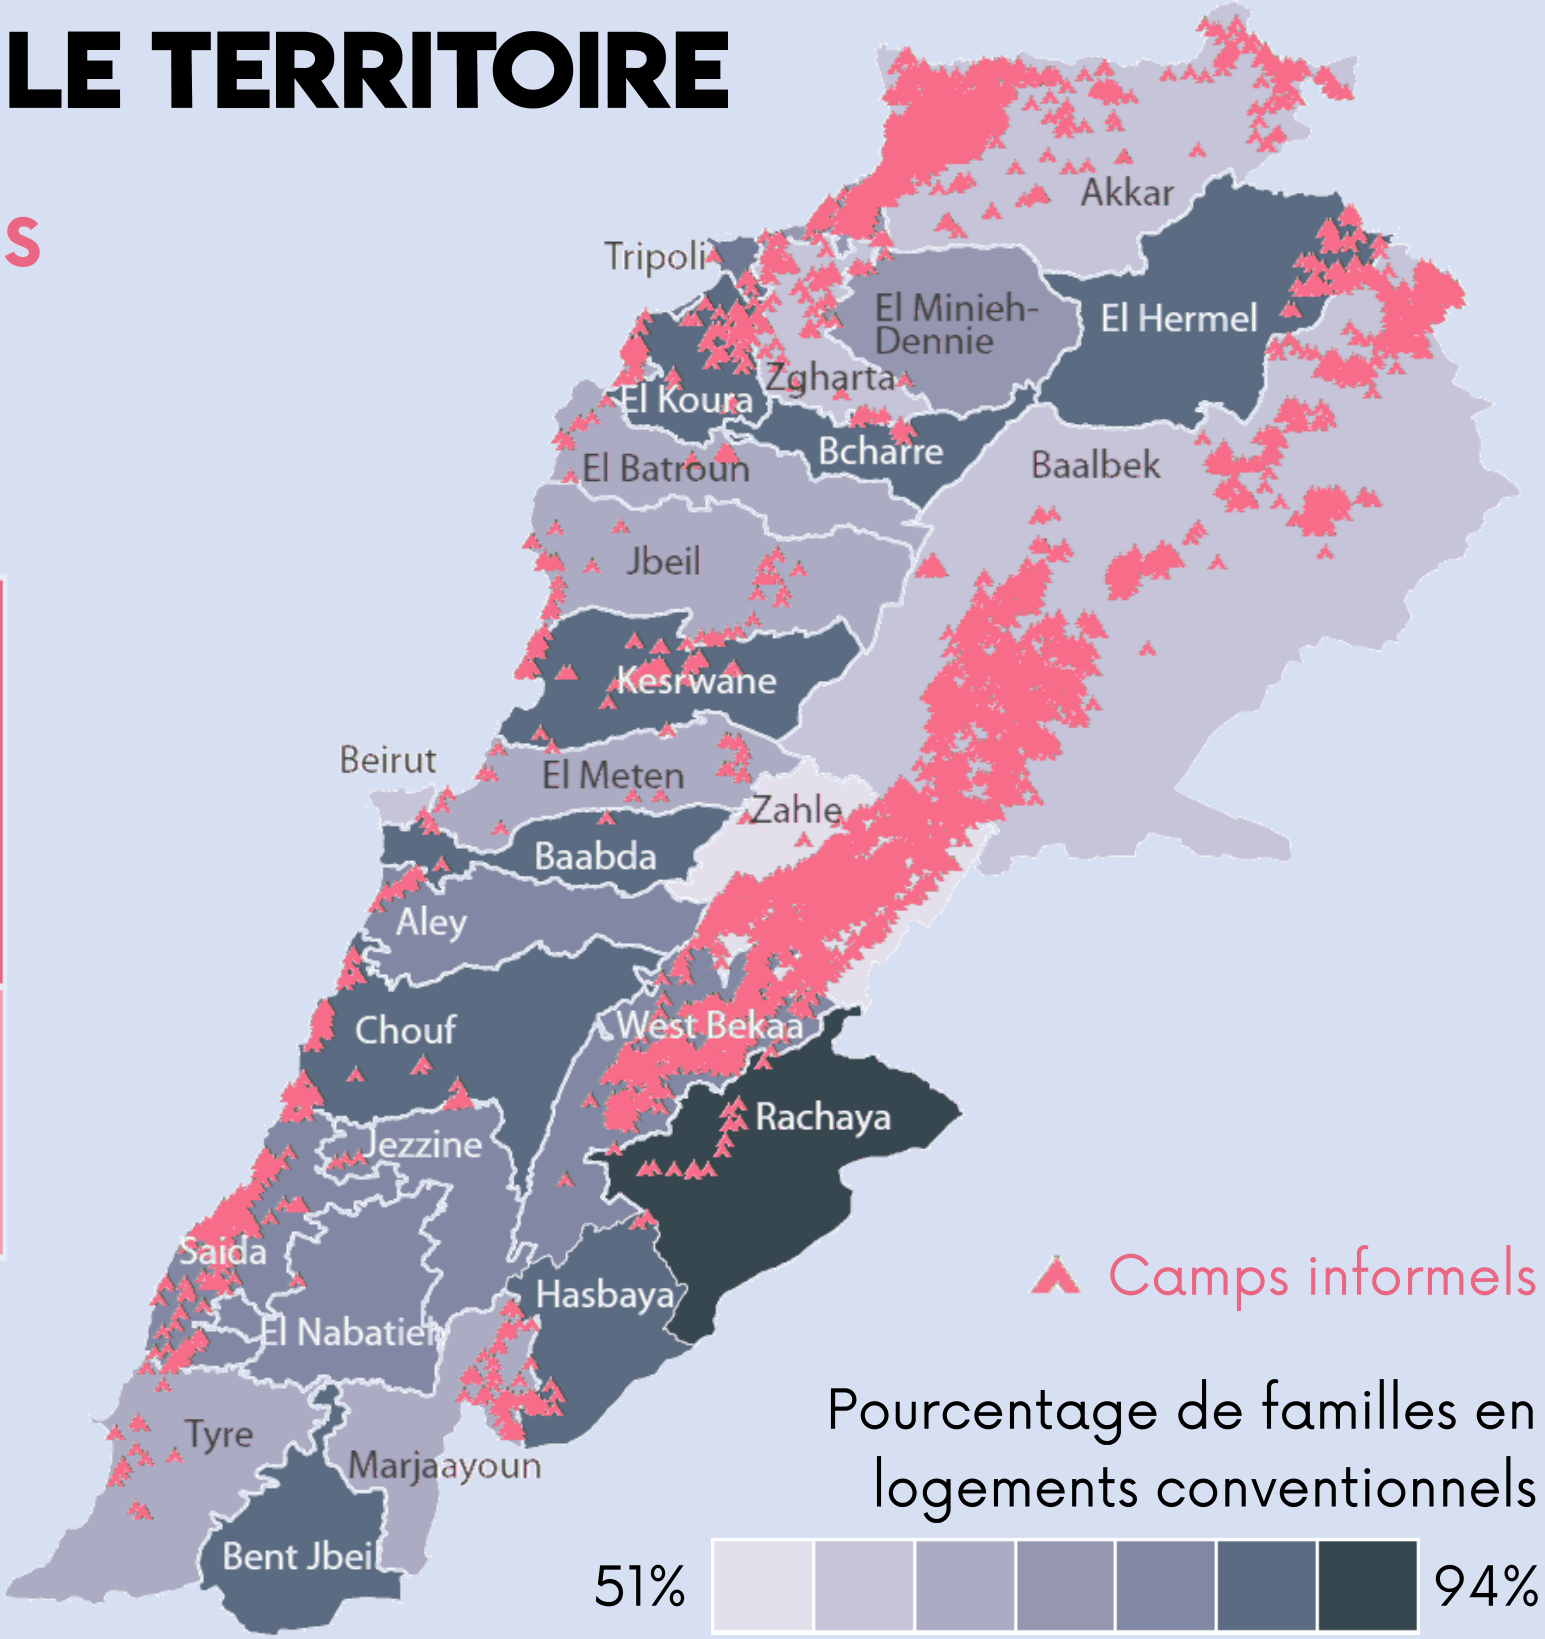 LE TERRITOIRE
S
Akkar
Tripoli
El Minieh-
Dennie
El Hermel
Zgharta
El Koura
Bcharre
Baalbek
El Batroun
Jbeil
Kesrwane
Beirut
El Meten
Zahle
Baabda
Aley
Chouf
West Bekaa
Rachaya
Jezzine
Saida
Hasbaya
El Nabatieh
Camps informels
Tyre
Marjaayoun
Bent Jbeil
Pourcentage de familles en
logements conventionnels
51%
94%